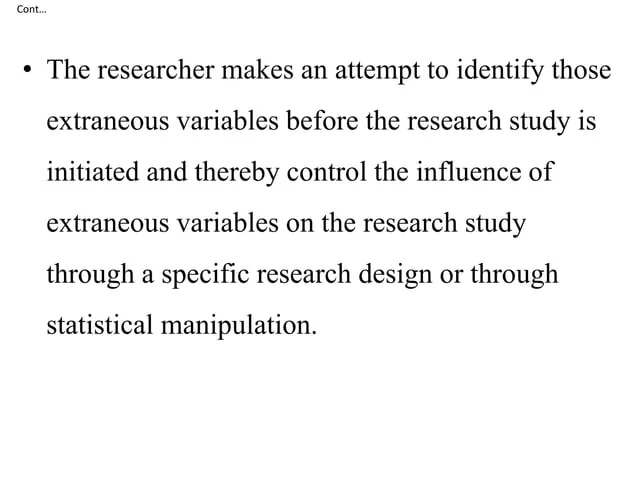 Cont...
• The researcher makes an attempt to identify those
extraneous variables before the research study is
initiated and thereby control the influence of
extraneous variables on the research study
through a specific research design or through
statistical manipulation.